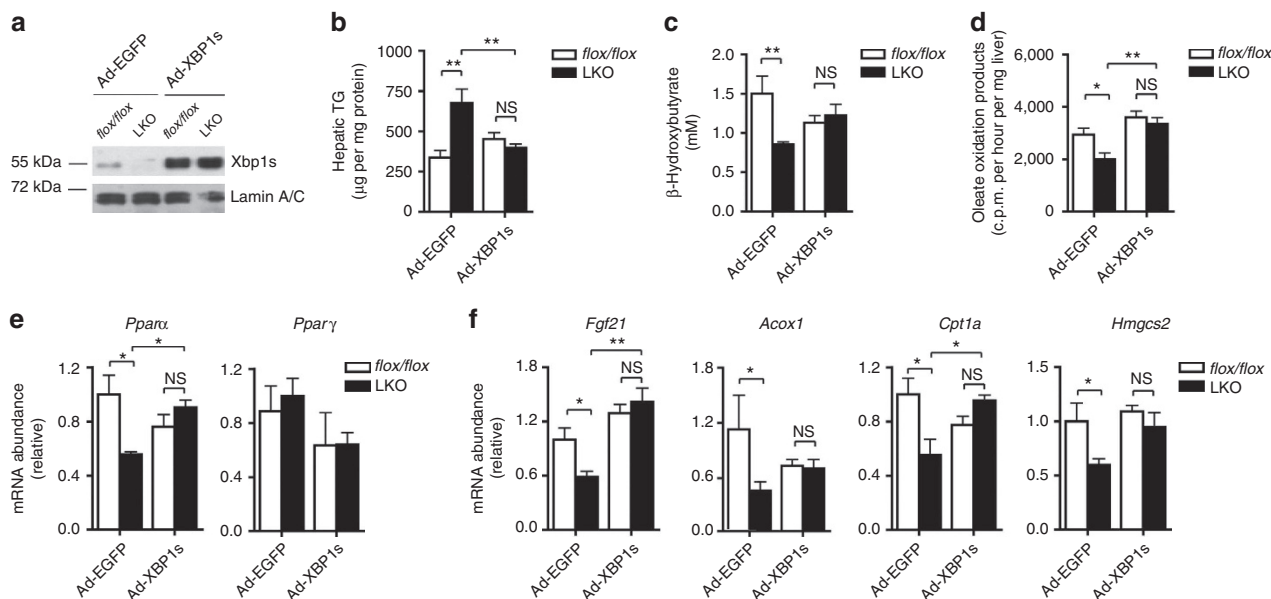 a
Ad-EGFP
Ad-XBP1s
flox/flox
LKO
flox/flox
LKO
55 kDa
Xbp1s
72 kDa
Lamin A/C
b
flox/flox
LKO
Hepatic TG
(µg per mg protein)
1000
750
500
250
0
**
**
NS
Ad-EGFP
Ad-XBP1s
c
flox/flox
LKO
β-Hydroxybutyrate
(mM)
2.0
1.5
1.0
0.5
0.0
**
NS
Ad-EGFP
Ad-XBP1s
d
flox/flox
LKO
Oleate oxidation products
(c.p.m. per hour per mg liver)
6,000
4,000
2,000
0
*
**
NS
Ad-EGFP
Ad-XBP1s
e
Pparα
mRNA abundance
(relative)
1.2
0.8
0.4
0.0
*
*
NS
Ad-EGFP
Ad-XBP1s
Pparγ
flox/flox
LKO
1.2
0.8
0.4
0.0
Ad-EGFP
Ad-XBP1s
f
Fgf21
mRNA abundance
(relative)
1.8
1.2
0.6
0.0
*
**
NS
Ad-EGFP
Ad-XBP1s
Acox1
1.8
1.2
0.6
0.0
*
NS
Ad-EGFP
Ad-XBP1s
Cpt1a
1.2
0.8
0.4
0.0
*
*
NS
Ad-EGFP
Ad-XBP1s
Hmgcs2
flox/flox
LKO
1.5
1.0
0.5
0.0
*
NS
Ad-EGFP
Ad-XBP1s